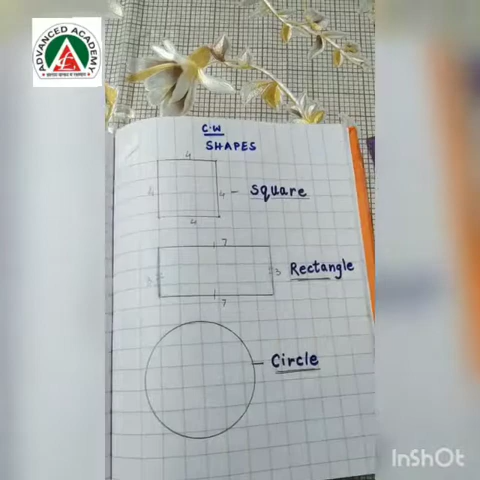 ADVANCED ACADEMY
C.W
SHAPES
4
4
4 - square
4
7
3
3 Rectangle
7
Circle
InShOt